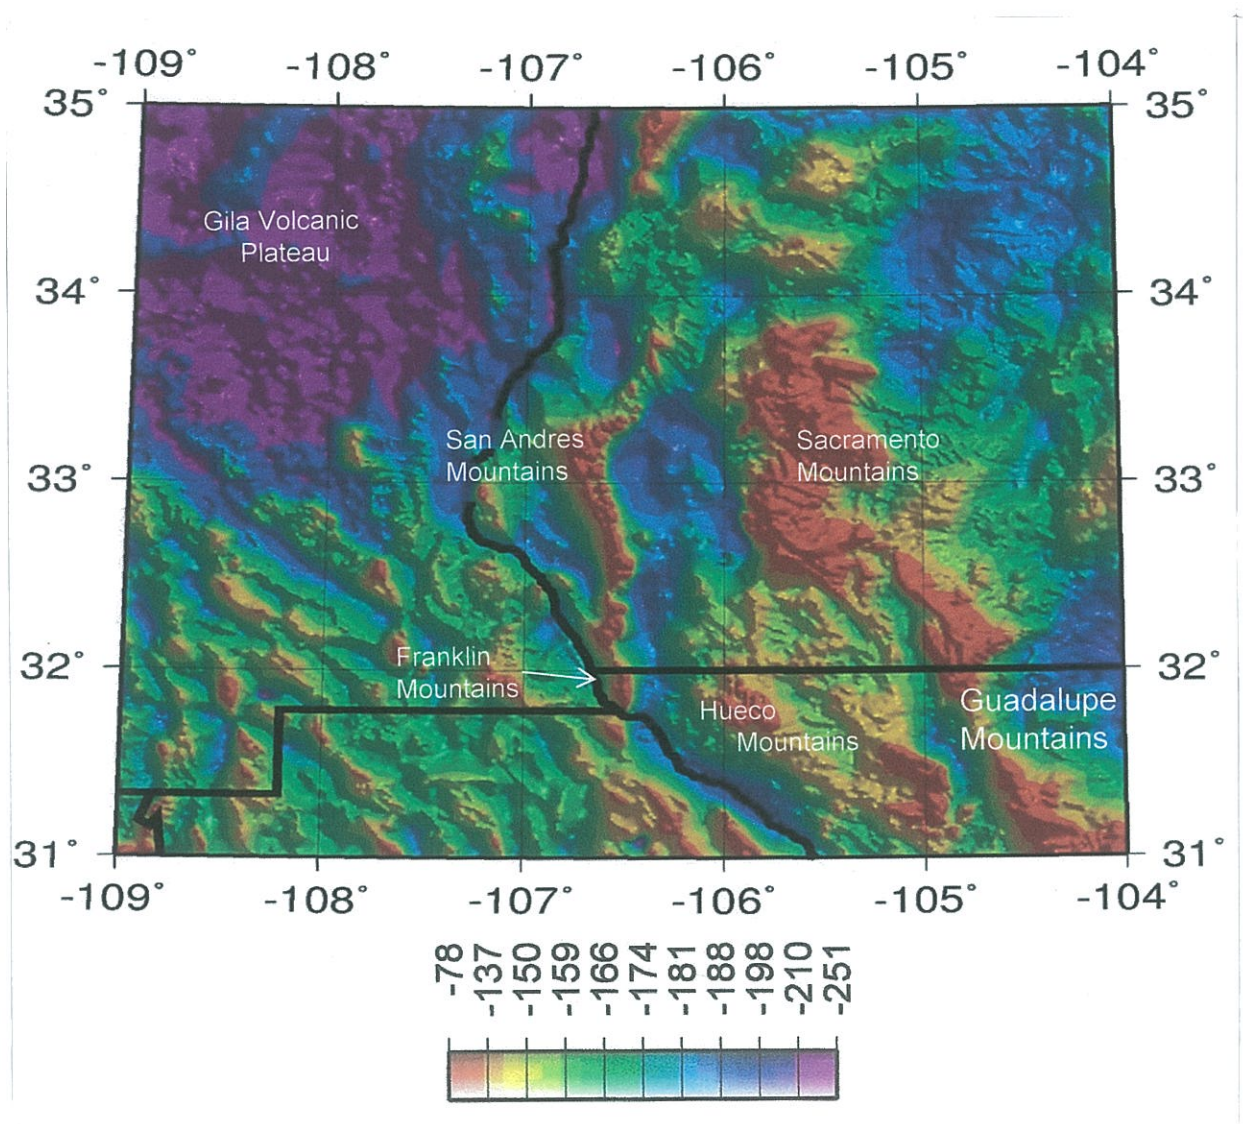 -109° -108° -107° -106° -105° -104°
35° 35°
Gila Volcanic
Plateau
34° 34°
San Andres
Mountains
Sacramento
Mountains
33° 33°
Franklin
Mountains
32° 32°
Guadalupe
Mountains
Hueco
Mountains
31° 31°
-109° -108° -107° -106° -105° -104°
-78 -137 -150 -159 -166 -174 -181 -188 -198 -210 -251